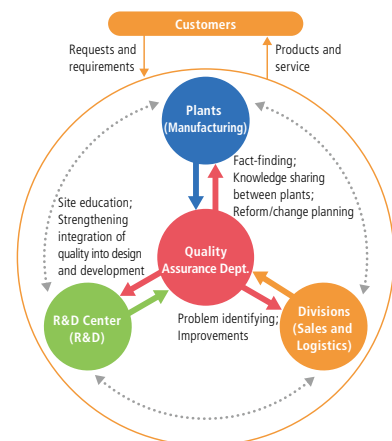 Customers
Requests and
requirements
Products and
service
Plants
(Manufacturing)
Fact-finding;
Knowledge sharing
between plants;
Reform/change planning
Site education;
Strengthening
integration of
quality into design
and development
Quality
Assurance Dept.
R&D Center
(R&D)
Problem identifying;
Improvements
Divisions
(Sales and
Logistics)